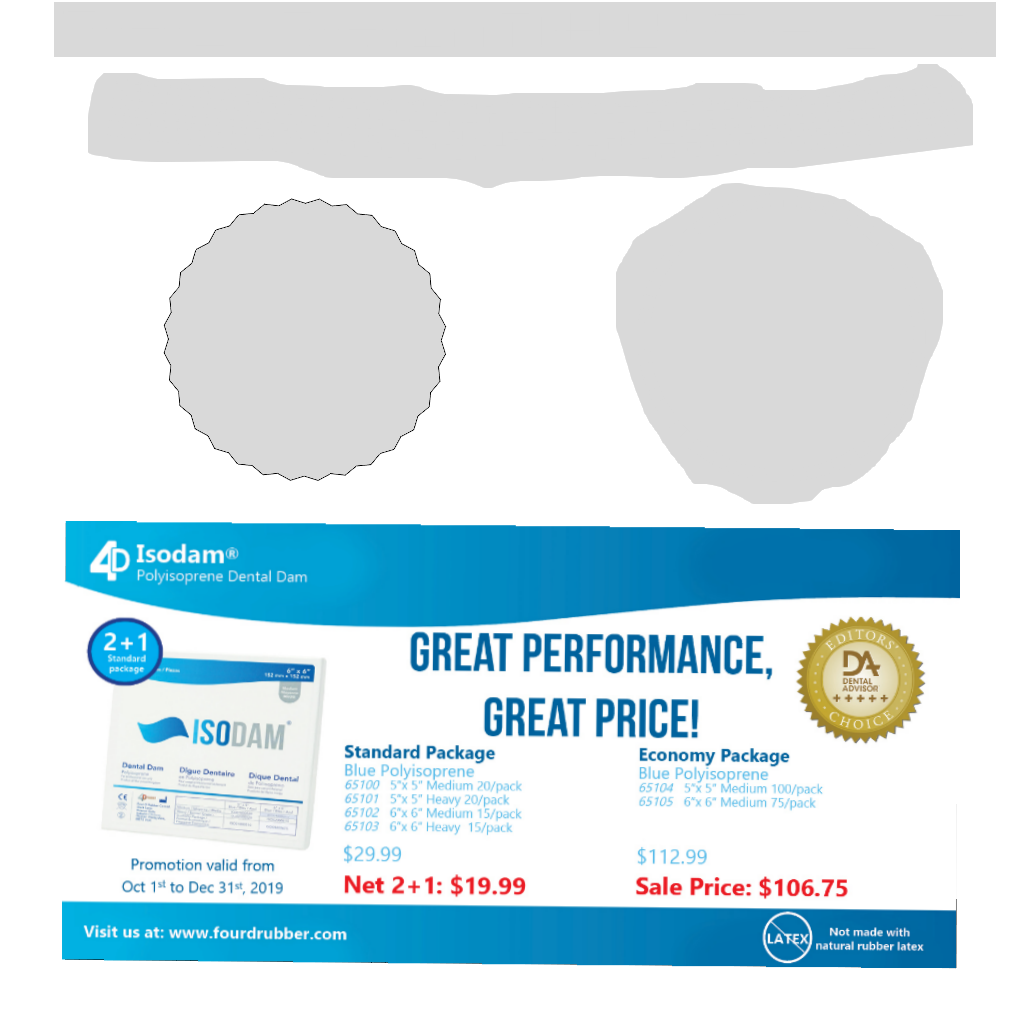 4D Isodam®
Polyisoprene Dental Dam
2+1
Standard
package
6" x 6"
152 mm x 152 mm
ISODAM®
Dental Dam
Digue Dentaire
Dique Dental
GREAT PERFORMANCE,
GREAT PRICE!
EDITORS'
DA
DENTAL
ADVISOR
+++++
CHOICE
Standard Package
Blue Polyisoprene
65100 5"x 5" Medium 20/pack
65101 5"x 5" Heavy 20/pack
65102 6"x 6" Medium 15/pack
65103 6"x 6" Heavy 15/pack
$29.99
Net 2+1: $19.99
Economy Package
Blue Polyisoprene
65104 5"x 5" Medium 100/pack
65105 6"x 6" Medium 75/pack
$112.99
Sale Price: $106.75
Promotion valid from
Oct 1st to Dec 31st, 2019
Visit us at: www.fourdrubber.com
LATEX
Not made with
natural rubber latex